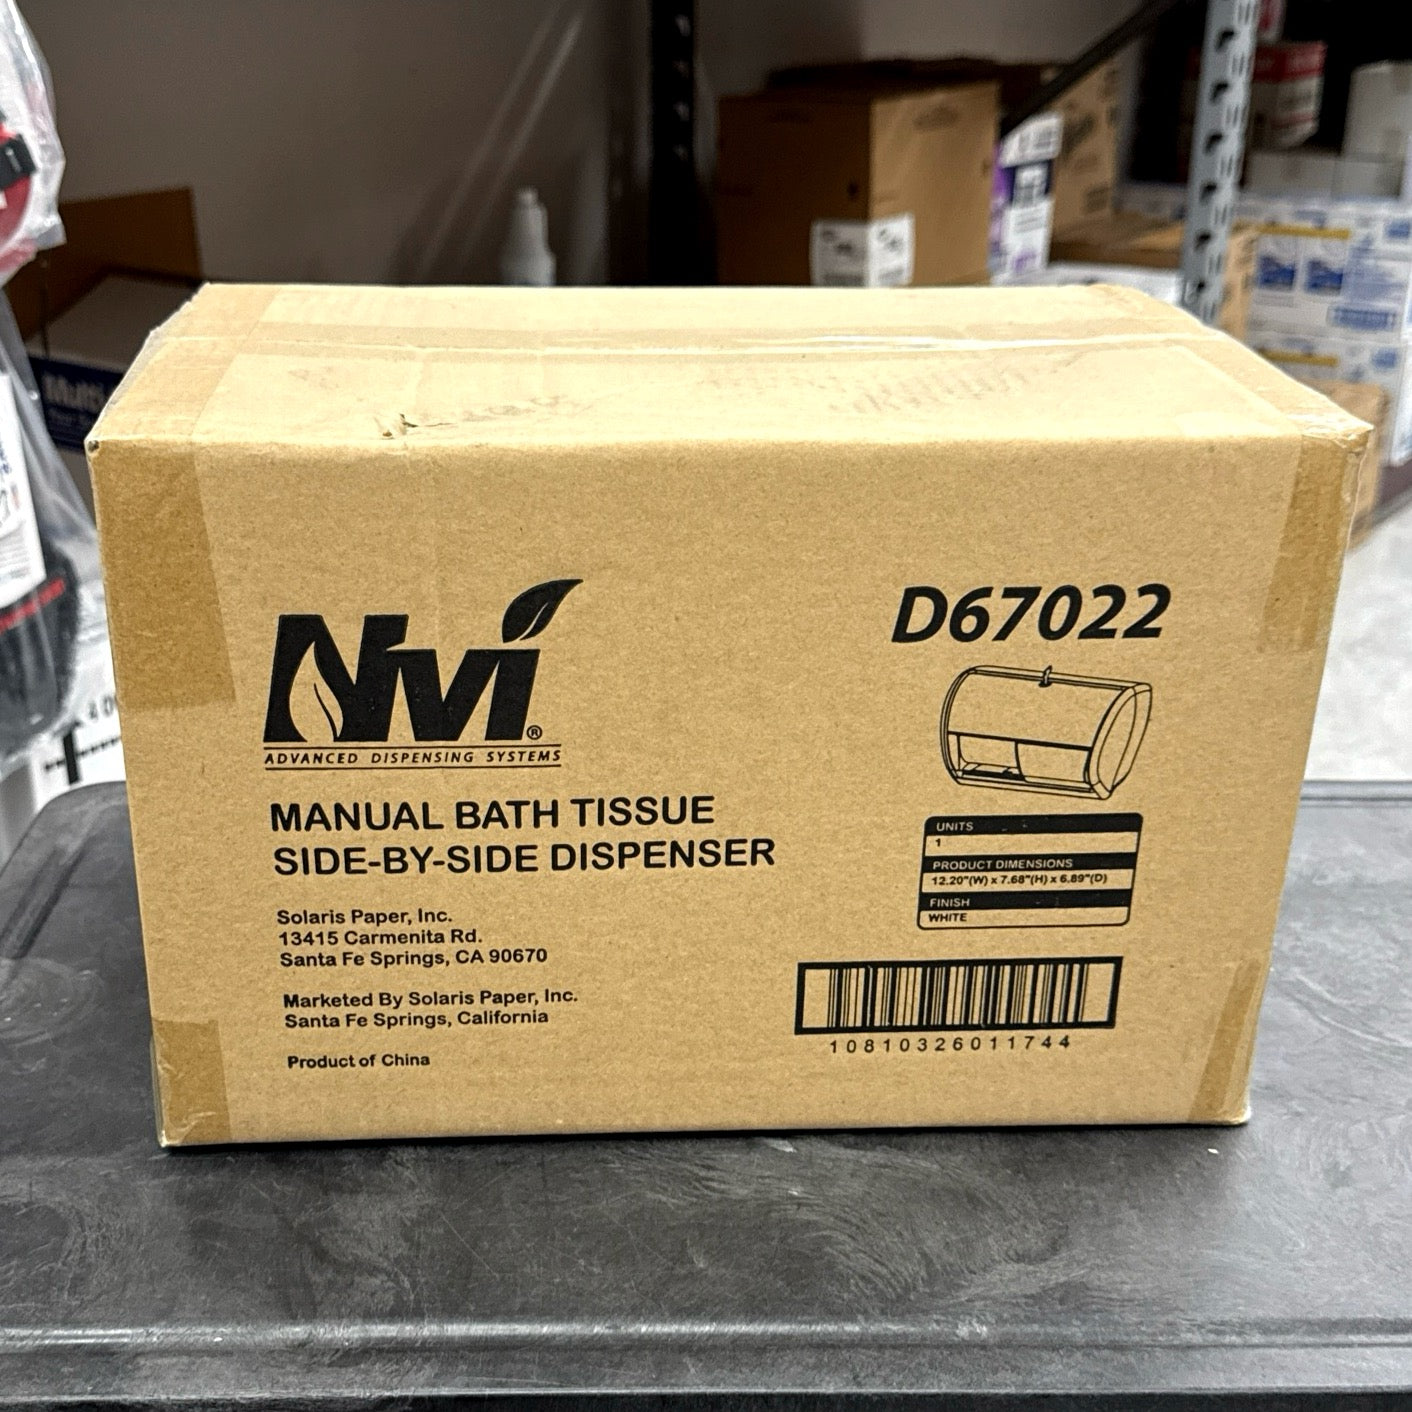 NVI®
ADVANCED DISPENSING SYSTEMS
MANUAL BATH TISSUE
SIDE-BY-SIDE DISPENSER
Solaris Paper, Inc.
13415 Carmenita Rd.
Santa Fe Springs, CA 90670
Marketed By Solaris Paper, Inc.
Santa Fe Springs, California
Product of China
D67022
UNITS
1
PRODUCT DIMENSIONS
12.20"(W) x 7.68"(H) x 6.89"(D)
FINISH
WHITE
10810326011744
Multi